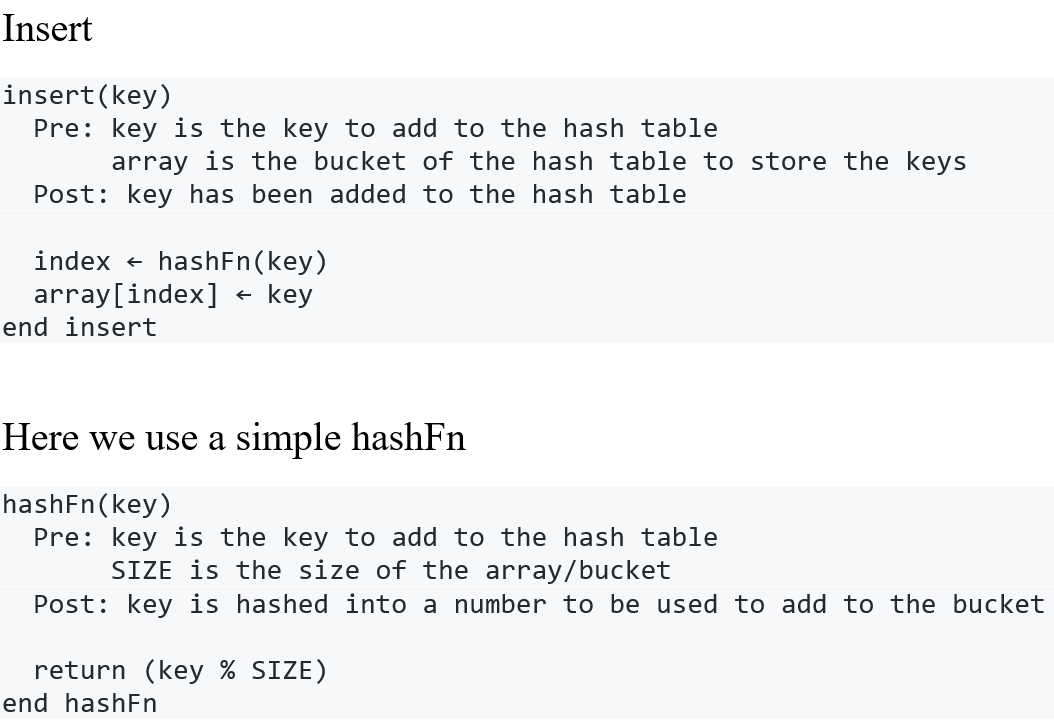 Insert
insert(key)
  Pre: key is the key to add to the hash table
       array is the bucket of the hash table to store the keys
  Post: key has been added to the hash table
  index ← hashFn(key)
  array[index] ← key
end insert
Here we use a simple hashFn
hashFn(key)
  Pre: key is the key to add to the hash table
       SIZE is the size of the array/bucket
  Post: key is hashed into a number to be used to add to the bucket
  return (key % SIZE)
end hashFn